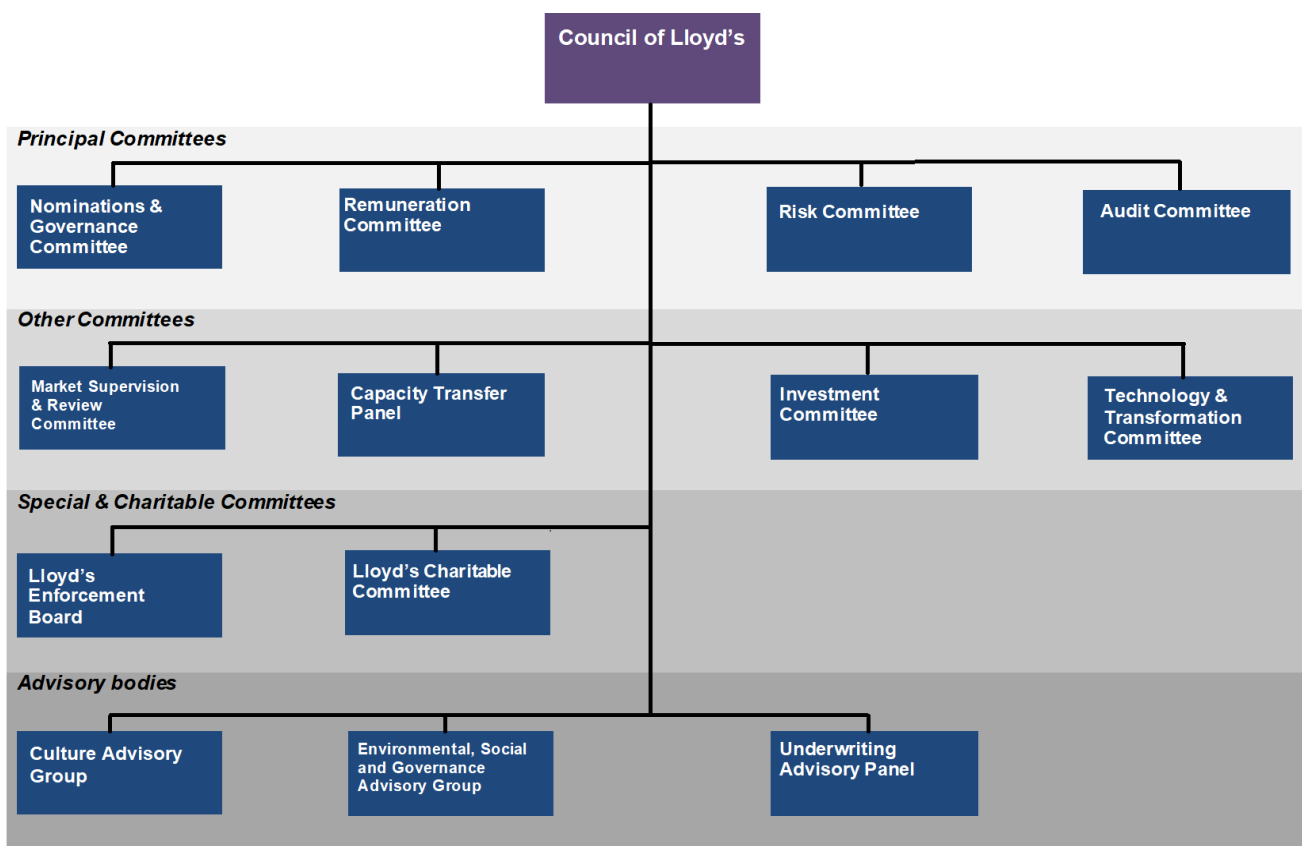 Council of Lloyd's
Principal Committees
Nominations &
Governance
Committee
Remuneration
Committee
Risk Committee
Audit Committee
Other Committees
Market Supervision
& Review
Committee
Capacity Transfer
Panel
Investment
Committee
Technology &
Transformation
Committee
Special & Charitable Committees
Lloyd's
Enforcement
Board
Lloyd's Charitable
Committee
Advisory bodies
Culture Advisory
Group
Environmental, Social
and Governance
Advisory Group
Underwriting
Advisory Panel